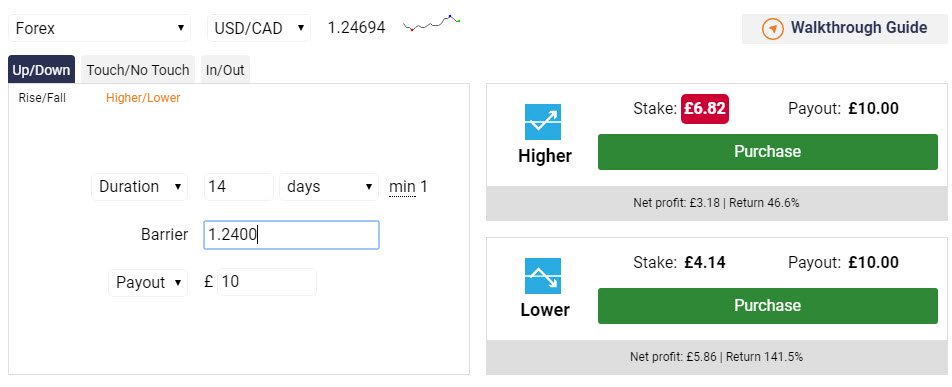 Forex USD/CAD 1.24694 Walkthrough Guide
Up/Down Touch/No Touch In/Out
Rise/Fall Higher/Lower
Duration 14 days min 1
Barrier 1.2400
Payout £ 10
Higher
Stake: £6.82 Payout: £10.00
Purchase
Net profit: £3.18 | Return 46.6%
Lower
Stake: £4.14 Payout: £10.00
Purchase
Net profit: £5.86 | Return 141.5%